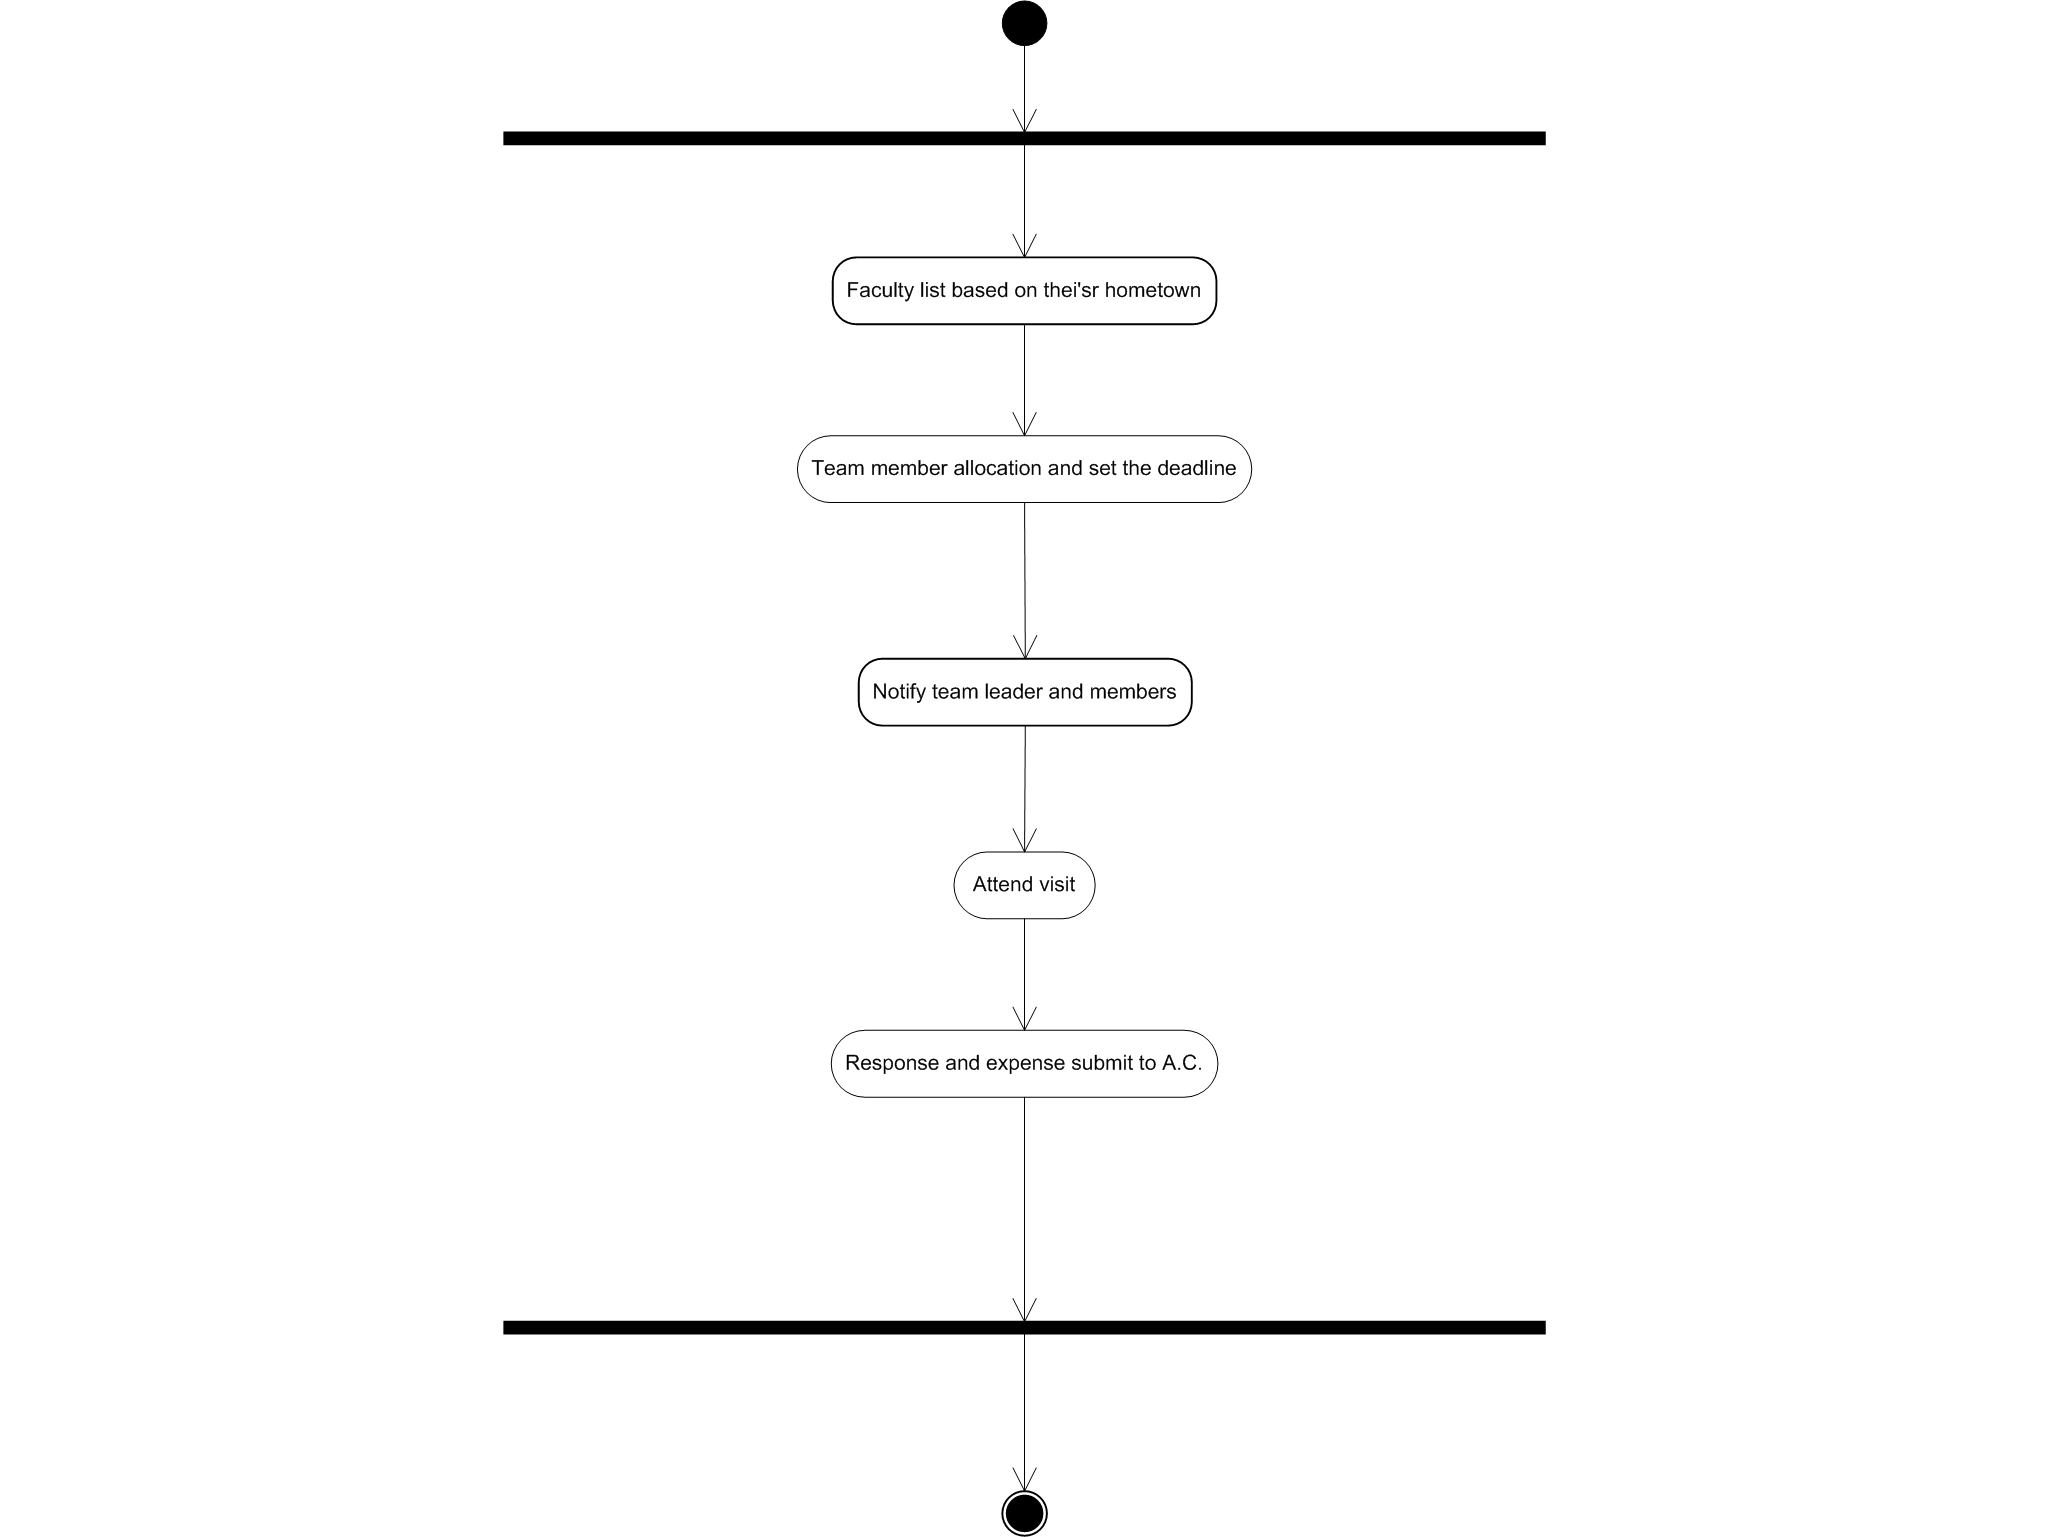 Faculty list based on thei'sr hometown
Team member allocation and set the deadline
Notify team leader and members
Attend visit
Response and expense submit to A.C.